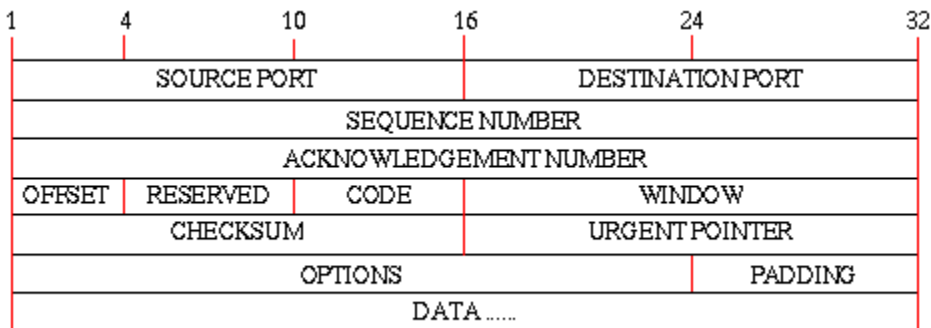 1 4 10 16 24 32
SOURCE PORT DESTINATION PORT
SEQUENCE NUMBER
ACKNOWLEDGEMENT NUMBER
OFFSET RESERVED CODE WINDOW
CHECKSUM URGENT POINTER
OPTIONS PADDING
DATA ......